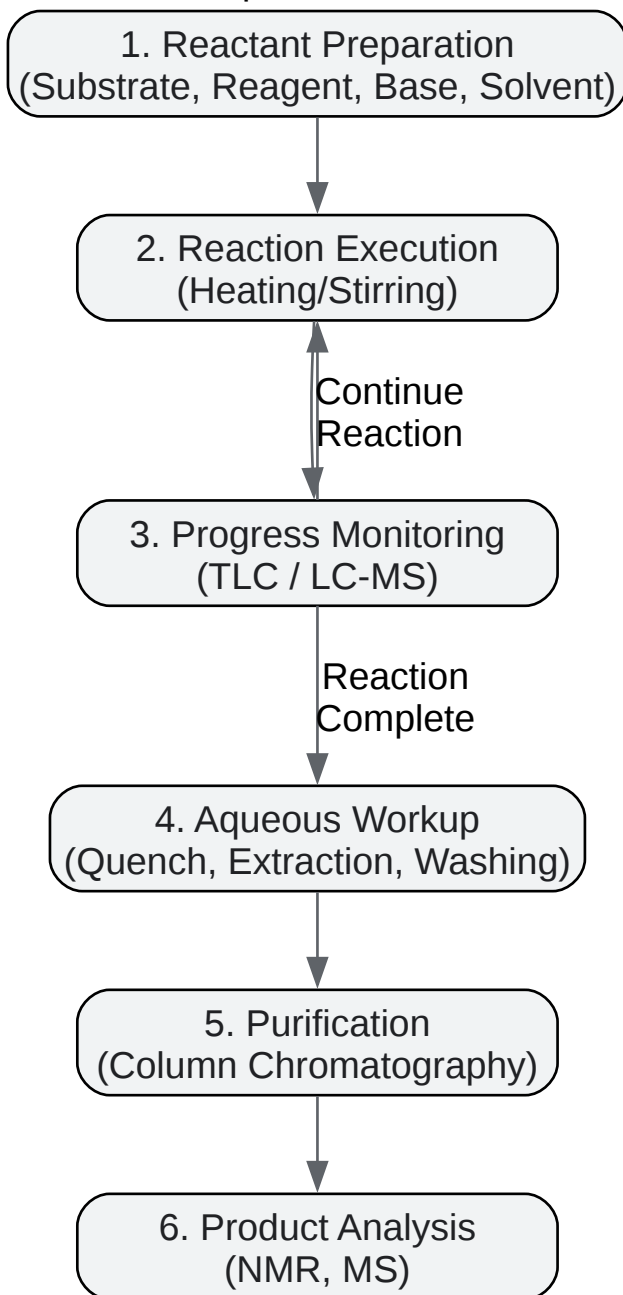 1. Reactant Preparation
(Substrate, Reagent, Base, Solvent)
2. Reaction Execution
(Heating/Stirring)
Continue
Reaction
3. Progress Monitoring
(TLC / LC-MS)
Reaction
Complete
4. Aqueous Workup
(Quench, Extraction, Washing)
5. Purification
(Column Chromatography)
6. Product Analysis
(NMR, MS)